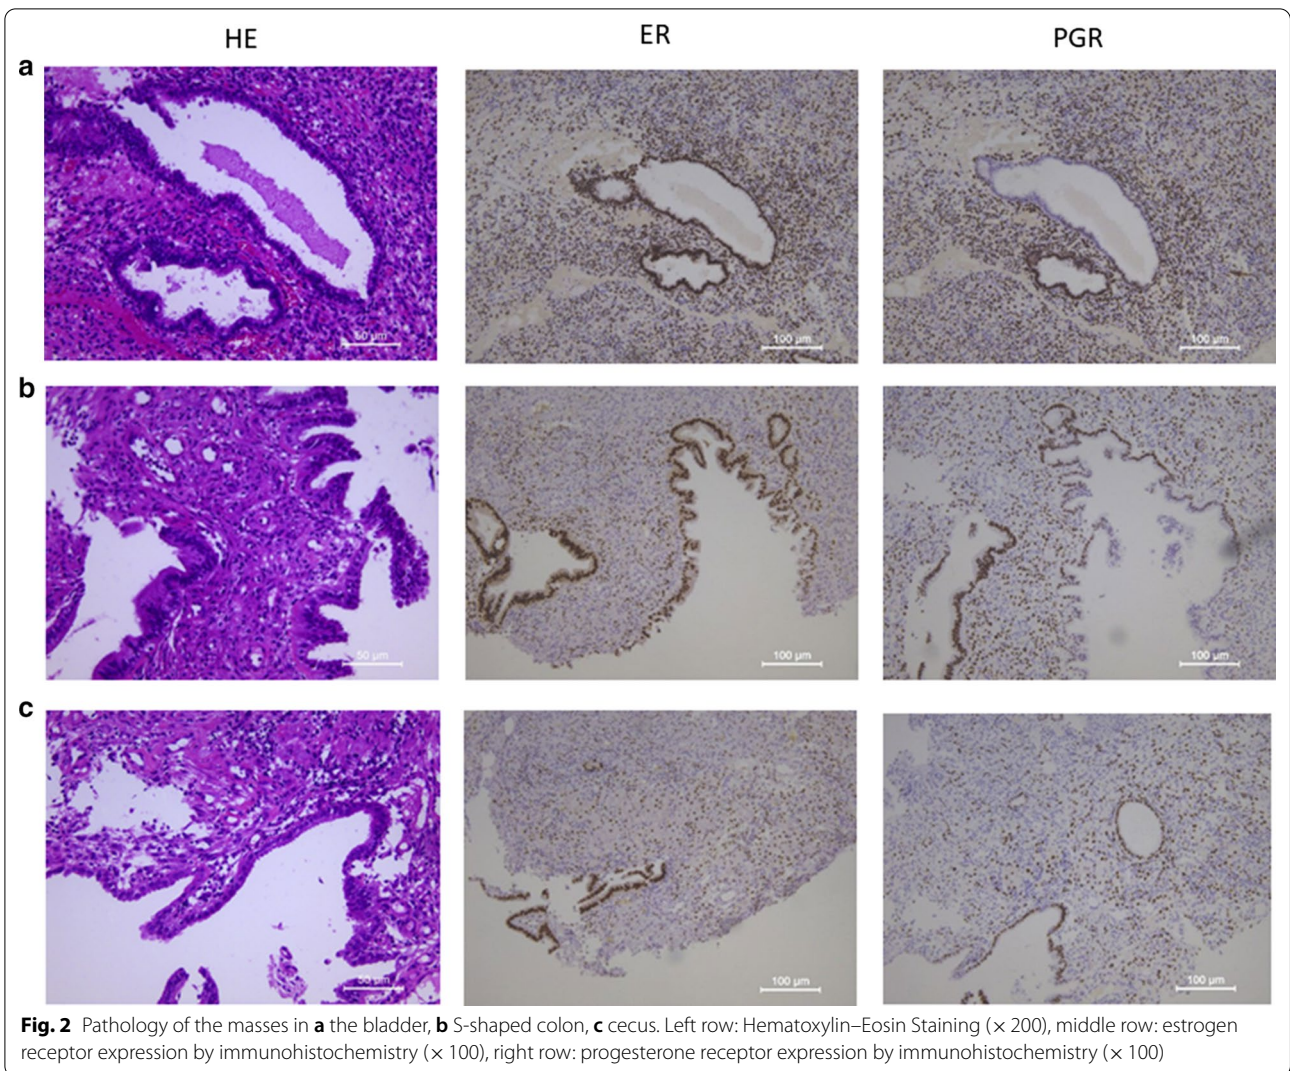 HE
ER
PGR
a
50 µm
100 µm
100 µm
b
50 µm
100 µm
100 µm
c
50 µm
100 µm
100 µm
Fig. 2 Pathology of the masses in a the bladder, b S-shaped colon, c cecus. Left row: Hematoxylin–Eosin Staining (× 200), middle row: estrogen
receptor expression by immunohistochemistry (× 100), right row: progesterone receptor expression by immunohistochemistry (× 100)